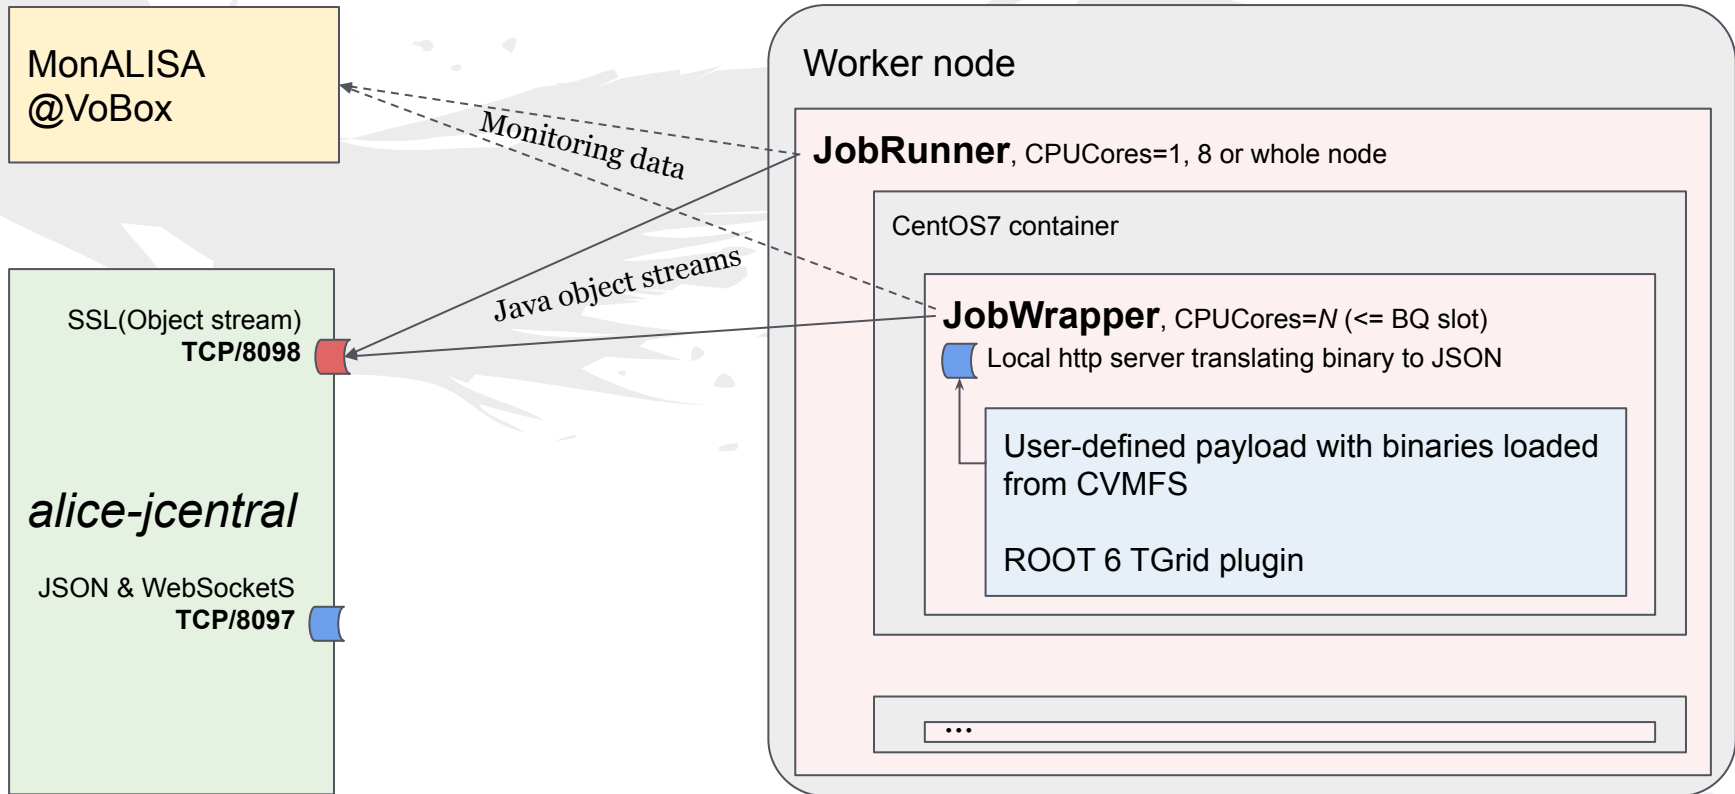 MonALISA
@VoBox
Monitoring data
Java object streams
SSL(Object stream)
TCP/8098
alice-jcentral
JSON & WebSocketS
TCP/8097
Worker node
JobRunner, CPUCores=1, 8 or whole node
CentOS7 container
JobWrapper, CPUCores=N (<= BQ slot)
Local http server translating binary to JSON
User-defined payload with binaries loaded
from CVMFS
ROOT 6 TGrid plugin
...